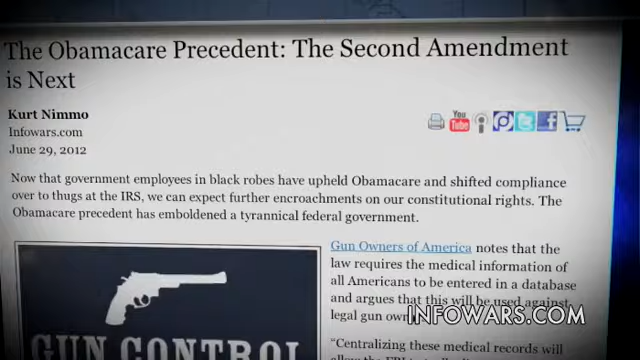 The Obamacare Precedent: The Second Amendment
is Next
Kurt Nimmo
Infowars.com
June 29, 2012
You
Tube
Now that government employees in black robes have upheld Obamacare and shifted compliance
over to thugs at the IRS, we can expect further encroachments on our constitutional rights. The
Obamacare precedent has emboldened a tyrannical federal government.
Gun Owners of America notes that the
law requires the medical information of
all Americans to be entered in a database
and argues that this will be used against
legal gun
INFOWARS.COM
"Centralizing these medical records will
GUN CONTROL